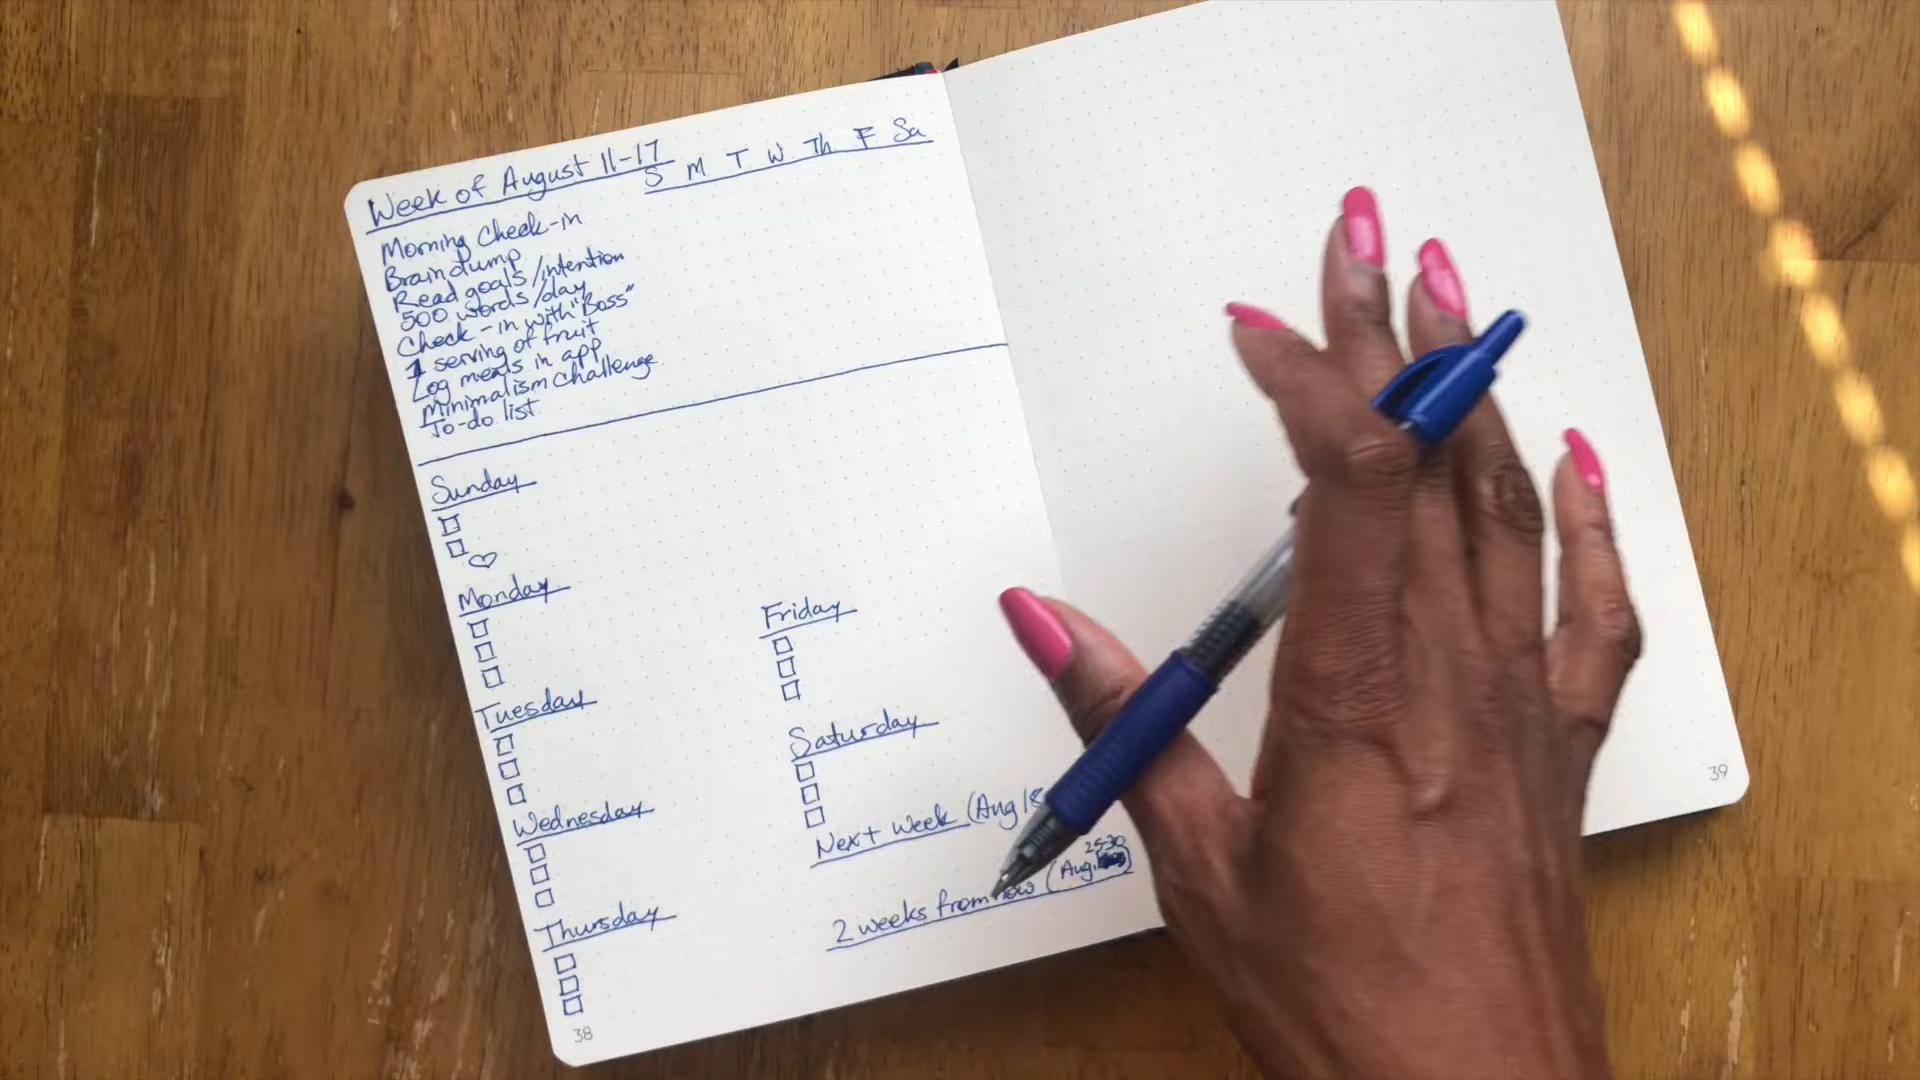 Week of August 11-17
S M T W Th F Sa
Morning Check-in
Braindump
Read goals/intention
500 words/day
Check-in with "Boss"
1 serving of fruit
Log meals in app
Minimalism challenge
To-do list
Sunday
Monday
Tuesday
Wednesday
Thursday
38
Friday
Saturday
Next Week (Aug 18
2 weeks from now (Aug. 25-30)
39